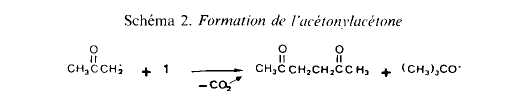 Schéma 2. Formation de l'acétonylacétone
O O O
CH₃CCH₂· + 1 −CO₂ CH₃CCH₂CH₂CCH₃ + (CH₃)₃CO·